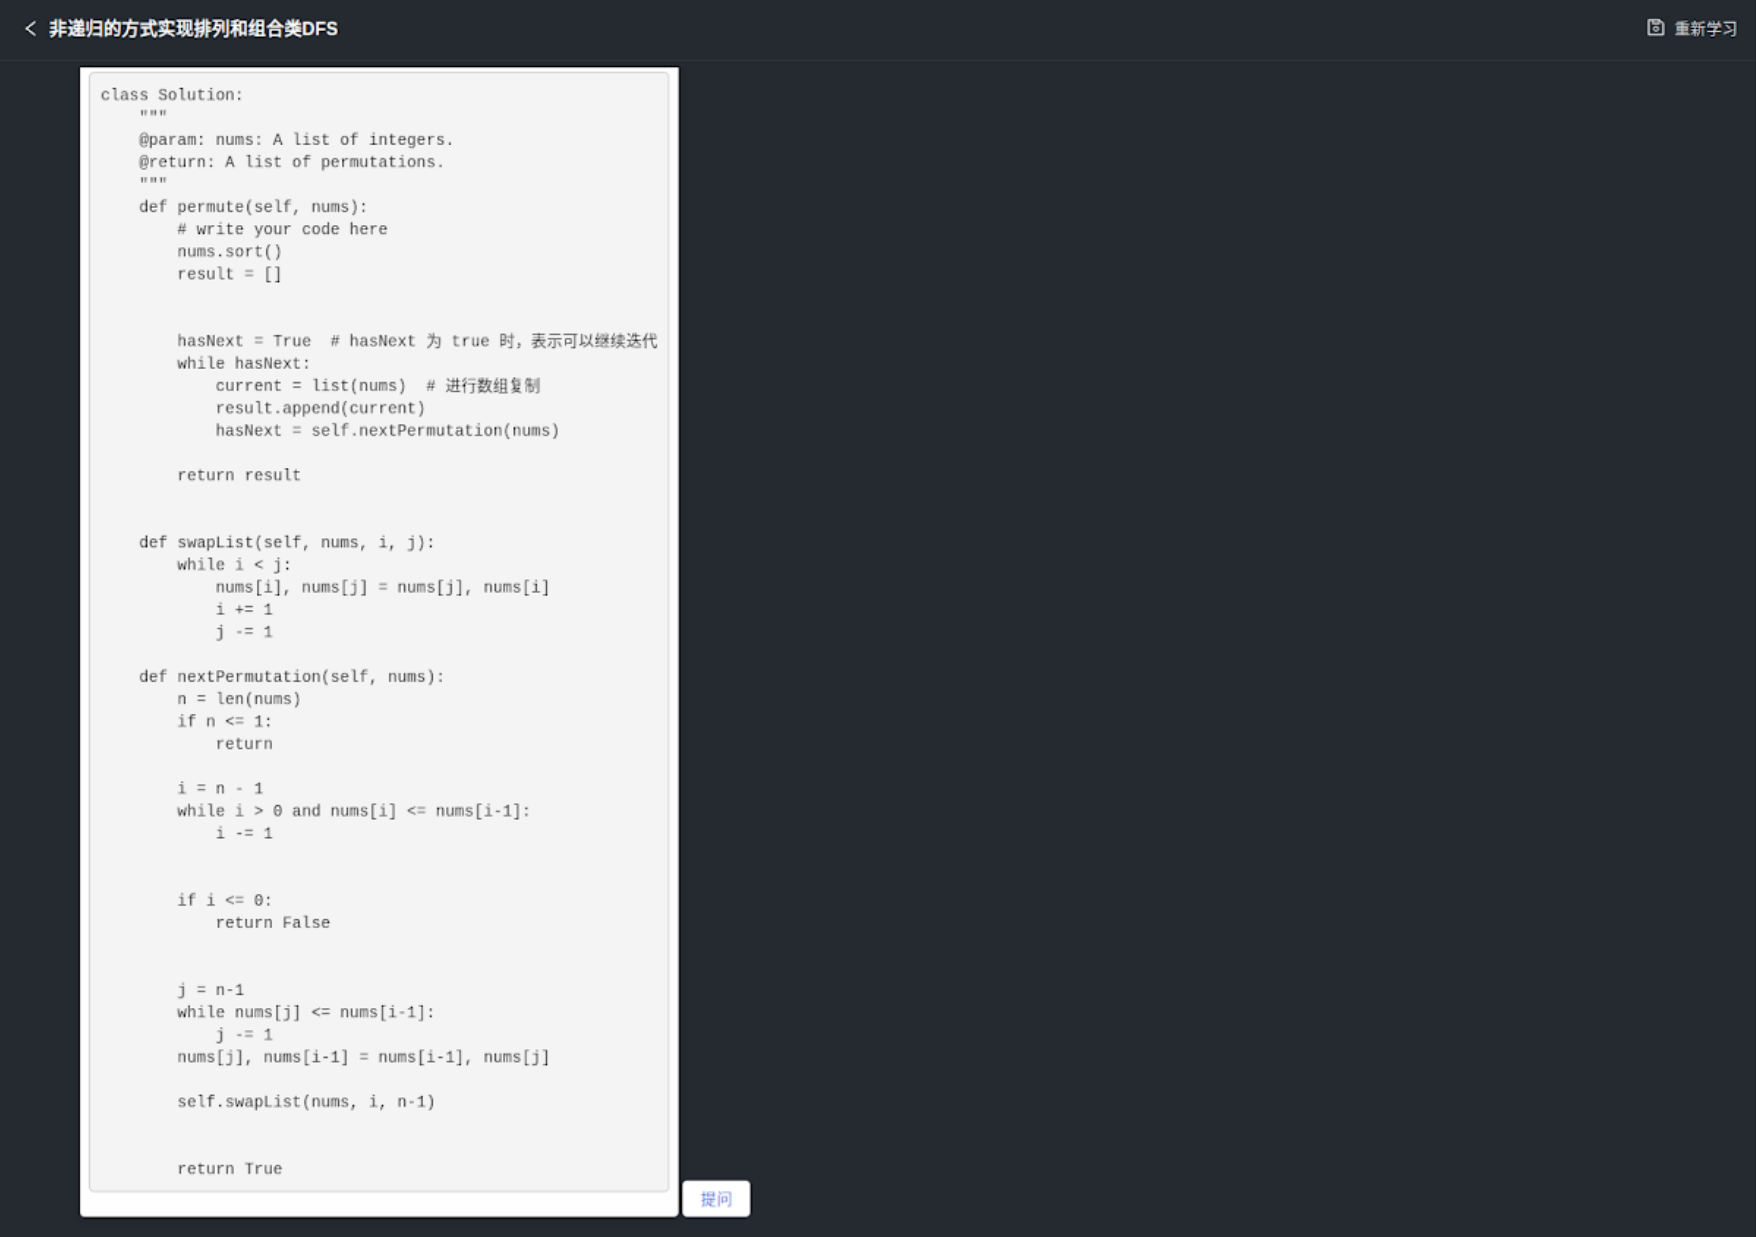 非递归的方式实现排列和组合类DFS
重新学习
class Solution:
    """
    @param: nums: A list of integers.
    @return: A list of permutations.
    """
    def permute(self, nums):
        # write your code here
        nums.sort()
        result = []
        hasNext = True  # hasNext 为 true 时，表示可以继续迭代
        while hasNext:
            current = list(nums)  # 进行数组复制
            result.append(current)
            hasNext = self.nextPermutation(nums)
        return result
    def swapList(self, nums, i, j):
        while i < j:
            nums[i], nums[j] = nums[j], nums[i]
            i += 1
            j -= 1
    def nextPermutation(self, nums):
        n = len(nums)
        if n <= 1:
            return
        i = n - 1
        while i > 0 and nums[i] <= nums[i-1]:
            i -= 1
        if i <= 0:
            return False
        j = n-1
        while nums[j] <= nums[i-1]:
            j -= 1
        nums[j], nums[i-1] = nums[i-1], nums[j]
        self.swapList(nums, i, n-1)
        return True
提问